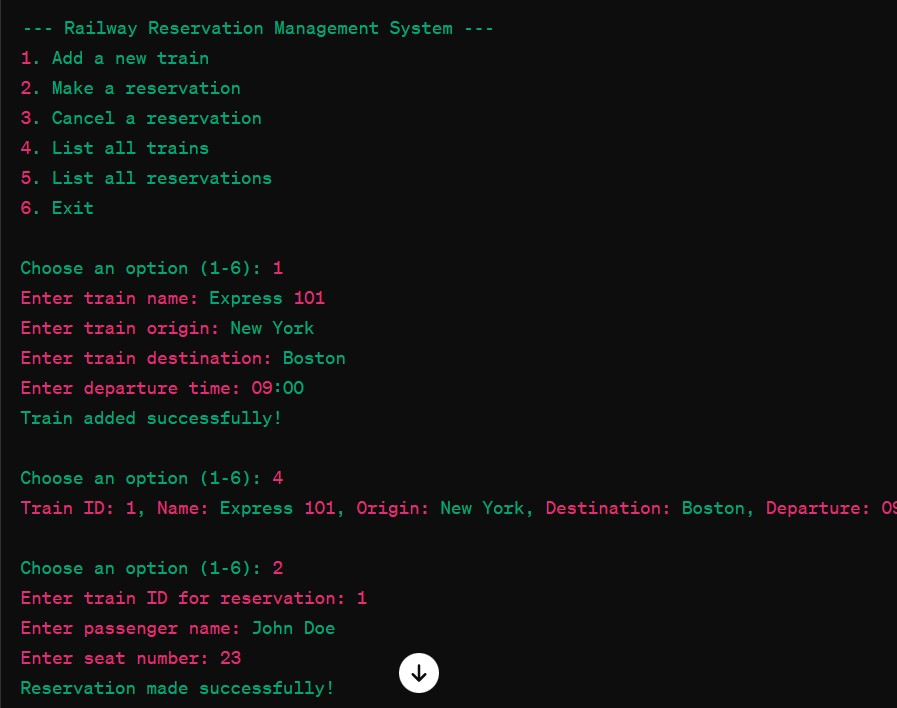 --- Railway Reservation Management System ---
1. Add a new train
2. Make a reservation
3. Cancel a reservation
4. List all trains
5. List all reservations
6. Exit
Choose an option (1-6): 1
Enter train name: Express 101
Enter train origin: New York
Enter train destination: Boston
Enter departure time: 09:00
Train added successfully!
Choose an option (1-6): 4
Train ID: 1, Name: Express 101, Origin: New York, Destination: Boston, Departure:
Choose an option (1-6): 2
Enter train ID for reservation: 1
Enter passenger name: John Doe
Enter seat number: 23
Reservation made successfully!